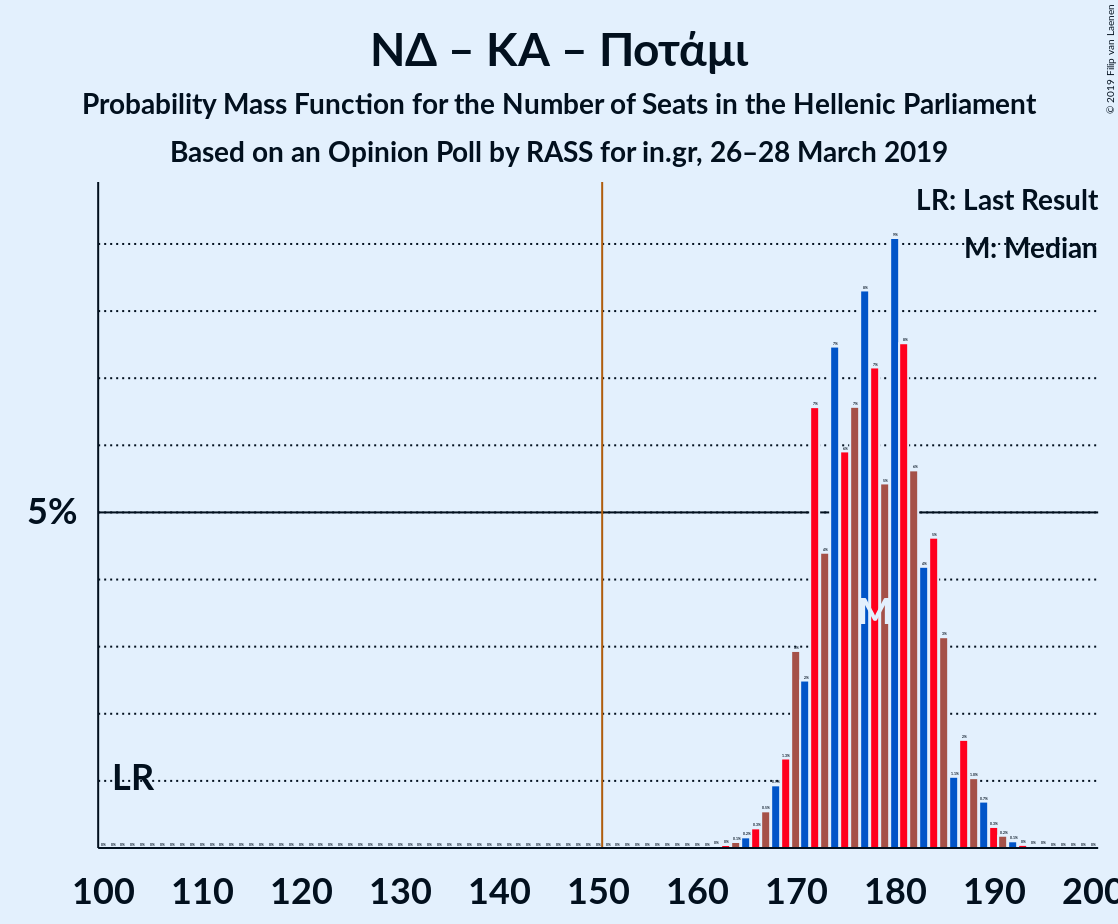 ΝΔ – ΚΑ – Ποτάμι
Probability Mass Function for the Number of Seats in the Hellenic Parliament
Based on an Opinion Poll by RASS for in.gr, 26–28 March 2019
© 2019 Filip van Laenen
LR: Last Result
M: Median
5%
M
LR
100 110 120 130 140 150 160 170 180 190 200